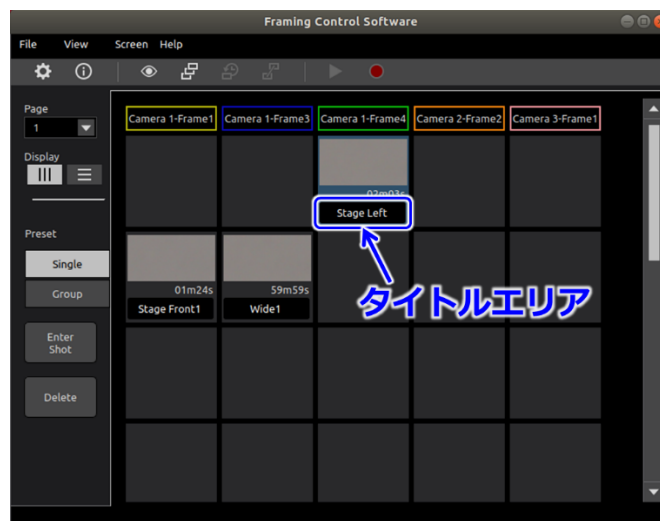 Framing Control Software
File View Screen Help
Page
1
Display
Preset
Single
Group
Enter
Shot
Delete
Camera 1-Frame1 Camera 1-Frame3 Camera 1-Frame4 Camera 2-Frame2 Camera 3-Frame1
02m03s
Stage Left
01m24s 59m59s
Stage Front1 Wide1
タイトルエリア